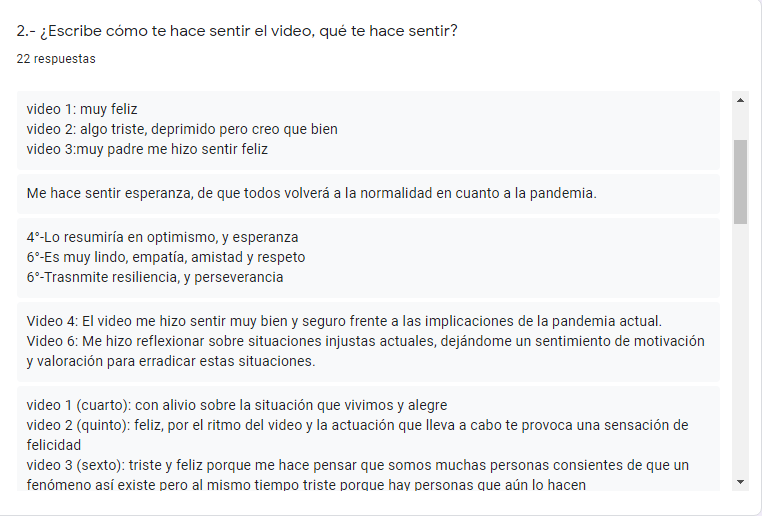 2.- ¿Escribe cómo te hace sentir el video, qué te hace sentir?
22 respuestas
video 1: muy feliz
video 2: algo triste, deprimido pero creo que bien
video 3:muy padre me hizo sentir feliz
Me hace sentir esperanza, de que todos volverá a la normalidad en cuanto a la pandemia.
4°-Lo resumiría en optimismo, y esperanza
6°-Es muy lindo, empatía, amistad y respeto
6°-Trasnmite resiliencia, y perseverancia
Video 4: El video me hizo sentir muy bien y seguro frente a las implicaciones de la pandemia actual.
Video 6: Me hizo reflexionar sobre situaciones injustas actuales, dejándome un sentimiento de motivación
y valoración para erradicar estas situaciones.
video 1 (cuarto): con alivio sobre la situación que vivimos y alegre
video 2 (quinto): feliz, por el ritmo del video y la actuación que lleva a cabo te provoca una sensación de
felicidad
video 3 (sexto): triste y feliz porque me hace pensar que somos muchas personas consientes de que un
fenómeno así existe pero al mismo tiempo triste porque hay personas que aún lo hacen